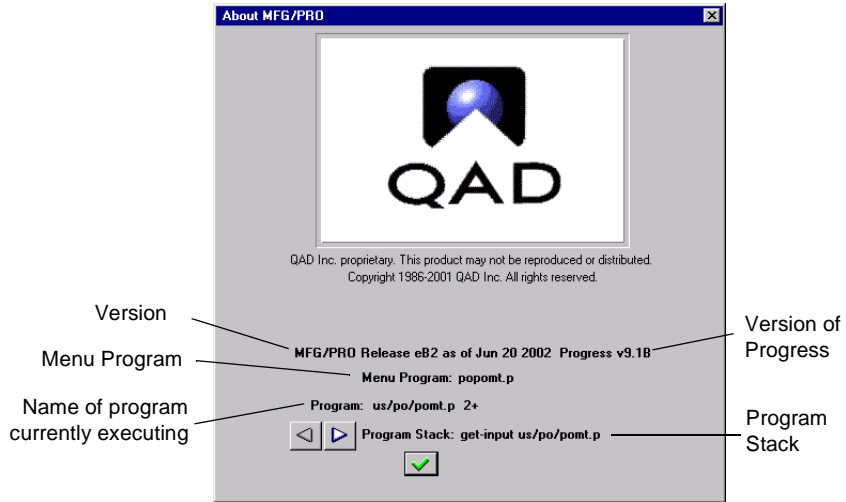 About MFG/PRO
QAD
QAD Inc. proprietary. This product may not be reproduced or distributed.
Copyright 1986-2001 QAD Inc. All rights reserved.
Version
MFG/PRO Release eB2 as of Jun 20 2002 Progress v9.1B
Version of
Progress
Menu Program
Menu Program: popomt.p
Name of program
currently executing
Program: us/po/pomt.p 2+
Program Stack: get-input us/po/pomt.p
Program
Stack